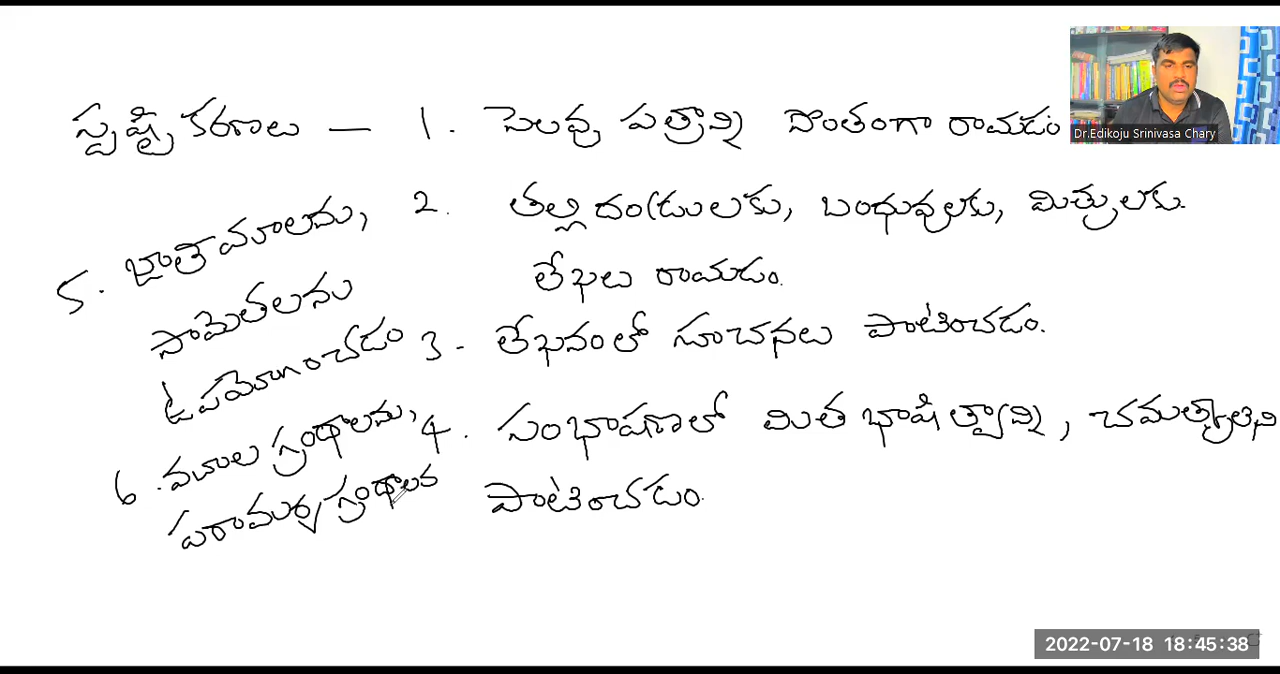 స్పష్టీకరణలు – 1. సెలవు పత్రాన్ని సొంతంగా రాయడం
2. తల్లిదండ్రులకు, బంధువులకు, మిత్రులకు
లేఖలు రాయడం.
3 - లేఖనంలో సూచనలు పాటించడం.
4. సంభాషణలో మిత భాషిత్వాన్ని, చమత్కృతిని
పాటించడం.
5. జాతీయాలను,
సామెతలను
ఉపయోగించడం
6. మూల గ్రంథాలను,
పరామర్శ గ్రంథాలన
Dr.Edikoju Srinivasa Chary
2022-07-18 18:45:38